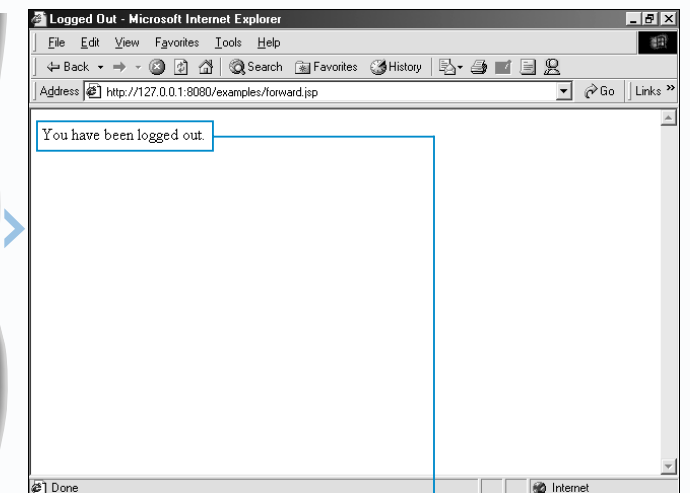 Logged Out - Microsoft Internet Explorer
File Edit View Favorites Tools Help
Back Search Favorites History
Address http://127.0.0.1:8080/examples/forward.jsp Go Links »
You have been logged out.
Done Internet